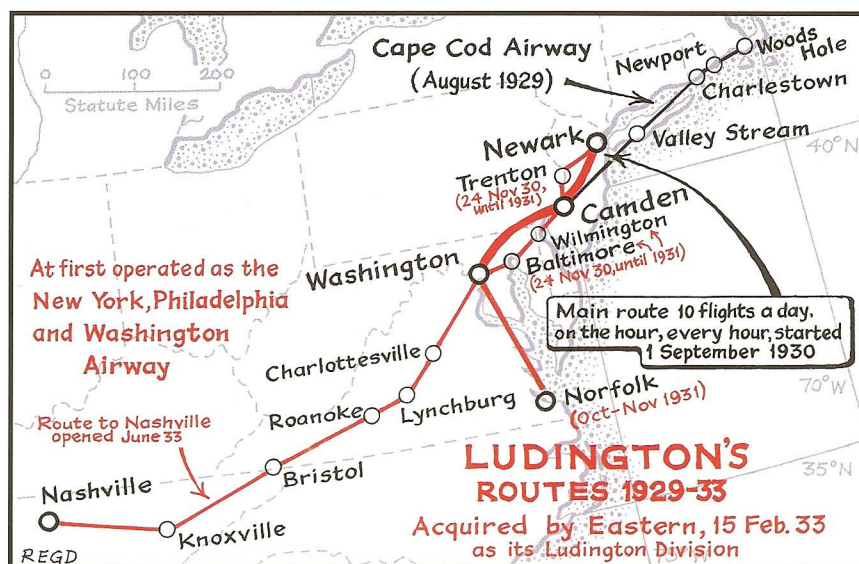 Cape Cod Airway
(August 1929)
Newport
Woods
Hole
Charlestown
0 100 200
Statute Miles
Valley Stream
40°N
Newark
Trenton
(24 Nov 30,
until 1931)
Camden
Wilmington
Baltimore
(24 Nov 30, until 1931)
Washington
At first operated as the
New York, Philadelphia
and Washington
Airway
Main route 10 flights a day,
on the hour, every hour, started
1 September 1930
Charlottesville
Lynchburg
Roanoke
Norfolk
(Oct-Nov 1931)
70°W
Route to Nashville
opened June 33
Bristol
Nashville
Knoxville
35°N
LUDINGTON'S
ROUTES 1929-33
Acquired by Eastern, 15 Feb. 33
as its Ludington Division
REGD